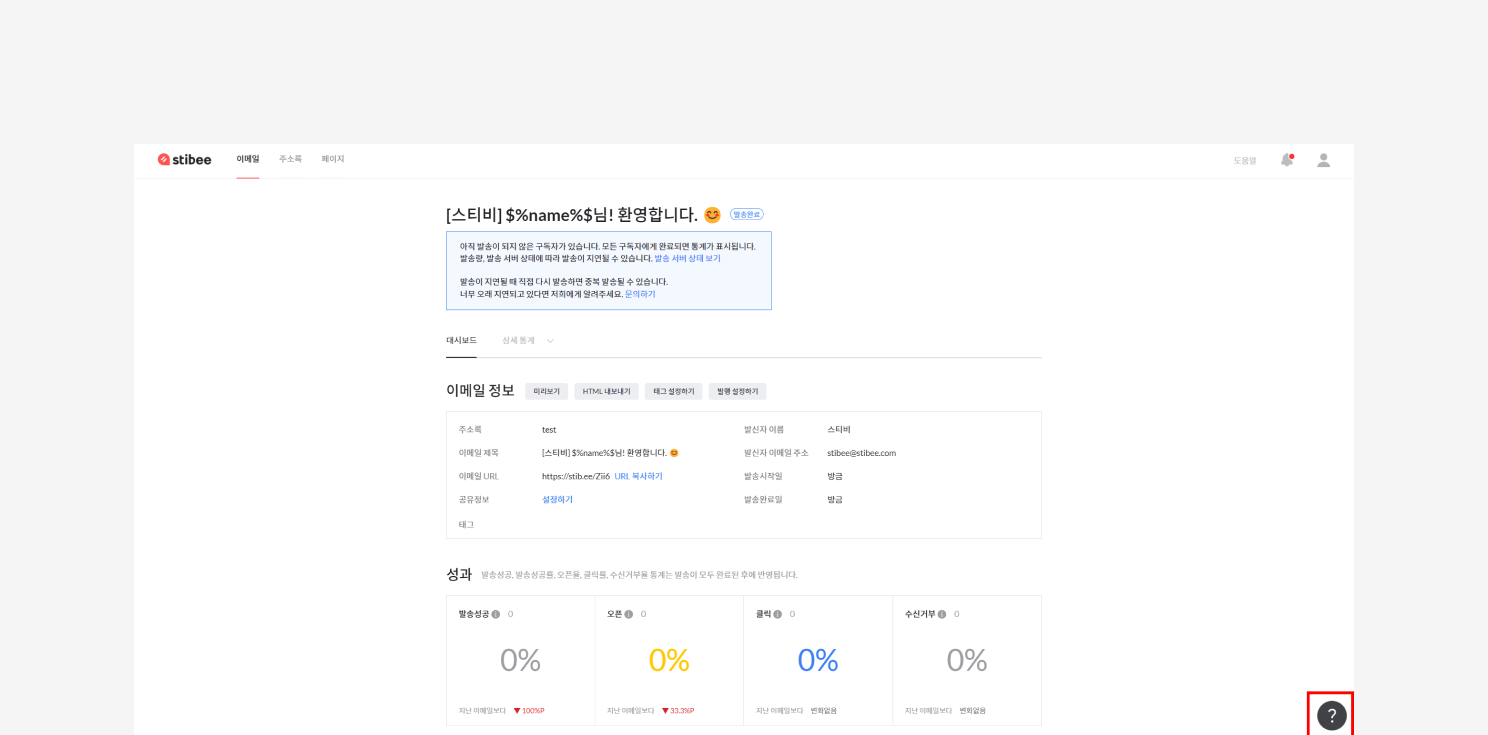 stibee 이메일 주소록 페이지 도움말
[스티비] $%name%$님! 환영합니다. 😊 발송완료
아직 발송이 되지 않은 구독자가 있습니다. 모든 구독자에게 완료되면 통계가 표시됩니다.
발송량, 발송 서버 상태에 따라 발송이 지연될 수 있습니다. 발송 서버 상태 보기
발송이 지연될 때 직접 다시 발송하면 중복 발송될 수 있습니다.
너무 오래 지연되고 있다면 저희에게 알려주세요. 문의하기
대시보드 상세 통계
이메일 정보 미리보기 HTML 내보내기 태그 설정하기 발행 설정하기
주소록 test 발신자 이름 스티비
이메일 제목 [스티비] $%name%$님! 환영합니다. 😊 발신자 이메일 주소 stibee@stibee.com
이메일 URL https://stib.ee/Zii6 URL 복사하기 발송시작일 방금
공유정보 설정하기 발송완료일 방금
태그
성과 발송성공, 발송성공률, 오픈율, 클릭률, 수신거부율 통계는 발송이 모두 완료된 후에 반영됩니다.
발송성공 0 오픈 0 클릭 0 수신거부 0
0% 0% 0% 0%
지난 이메일보다 ▼100%P 지난 이메일보다 ▼33.3%P 지난 이메일보다 변화없음 지난 이메일보다 변화없음
?